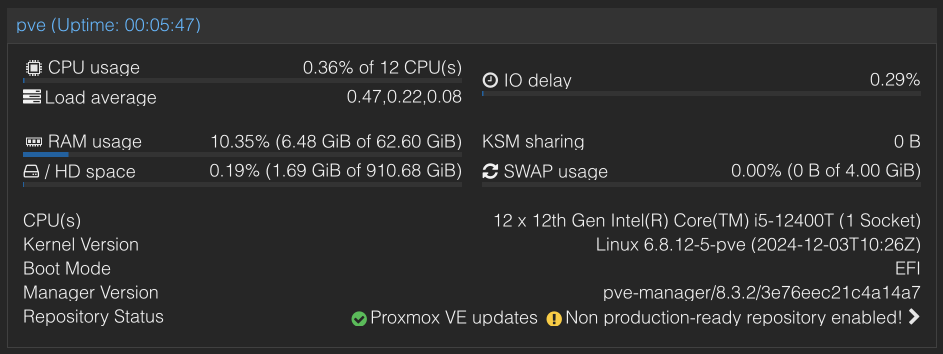 pve (Uptime: 00:05:47)
CPU usage 0.36% of 12 CPU(s)
IO delay 0.29%
Load average 0.47,0.22,0.08
RAM usage 10.35% (6.48 GiB of 62.60 GiB)
KSM sharing 0 B
/ HD space 0.19% (1.69 GiB of 910.68 GiB)
SWAP usage 0.00% (0 B of 4.00 GiB)
CPU(s) 12 x 12th Gen Intel(R) Core(TM) i5-12400T (1 Socket)
Kernel Version Linux 6.8.12-5-pve (2024-12-03T10:26Z)
Boot Mode EFI
Manager Version pve-manager/8.3.2/3e76eec21c4a14a7
Repository Status Proxmox VE updates Non production-ready repository enabled!